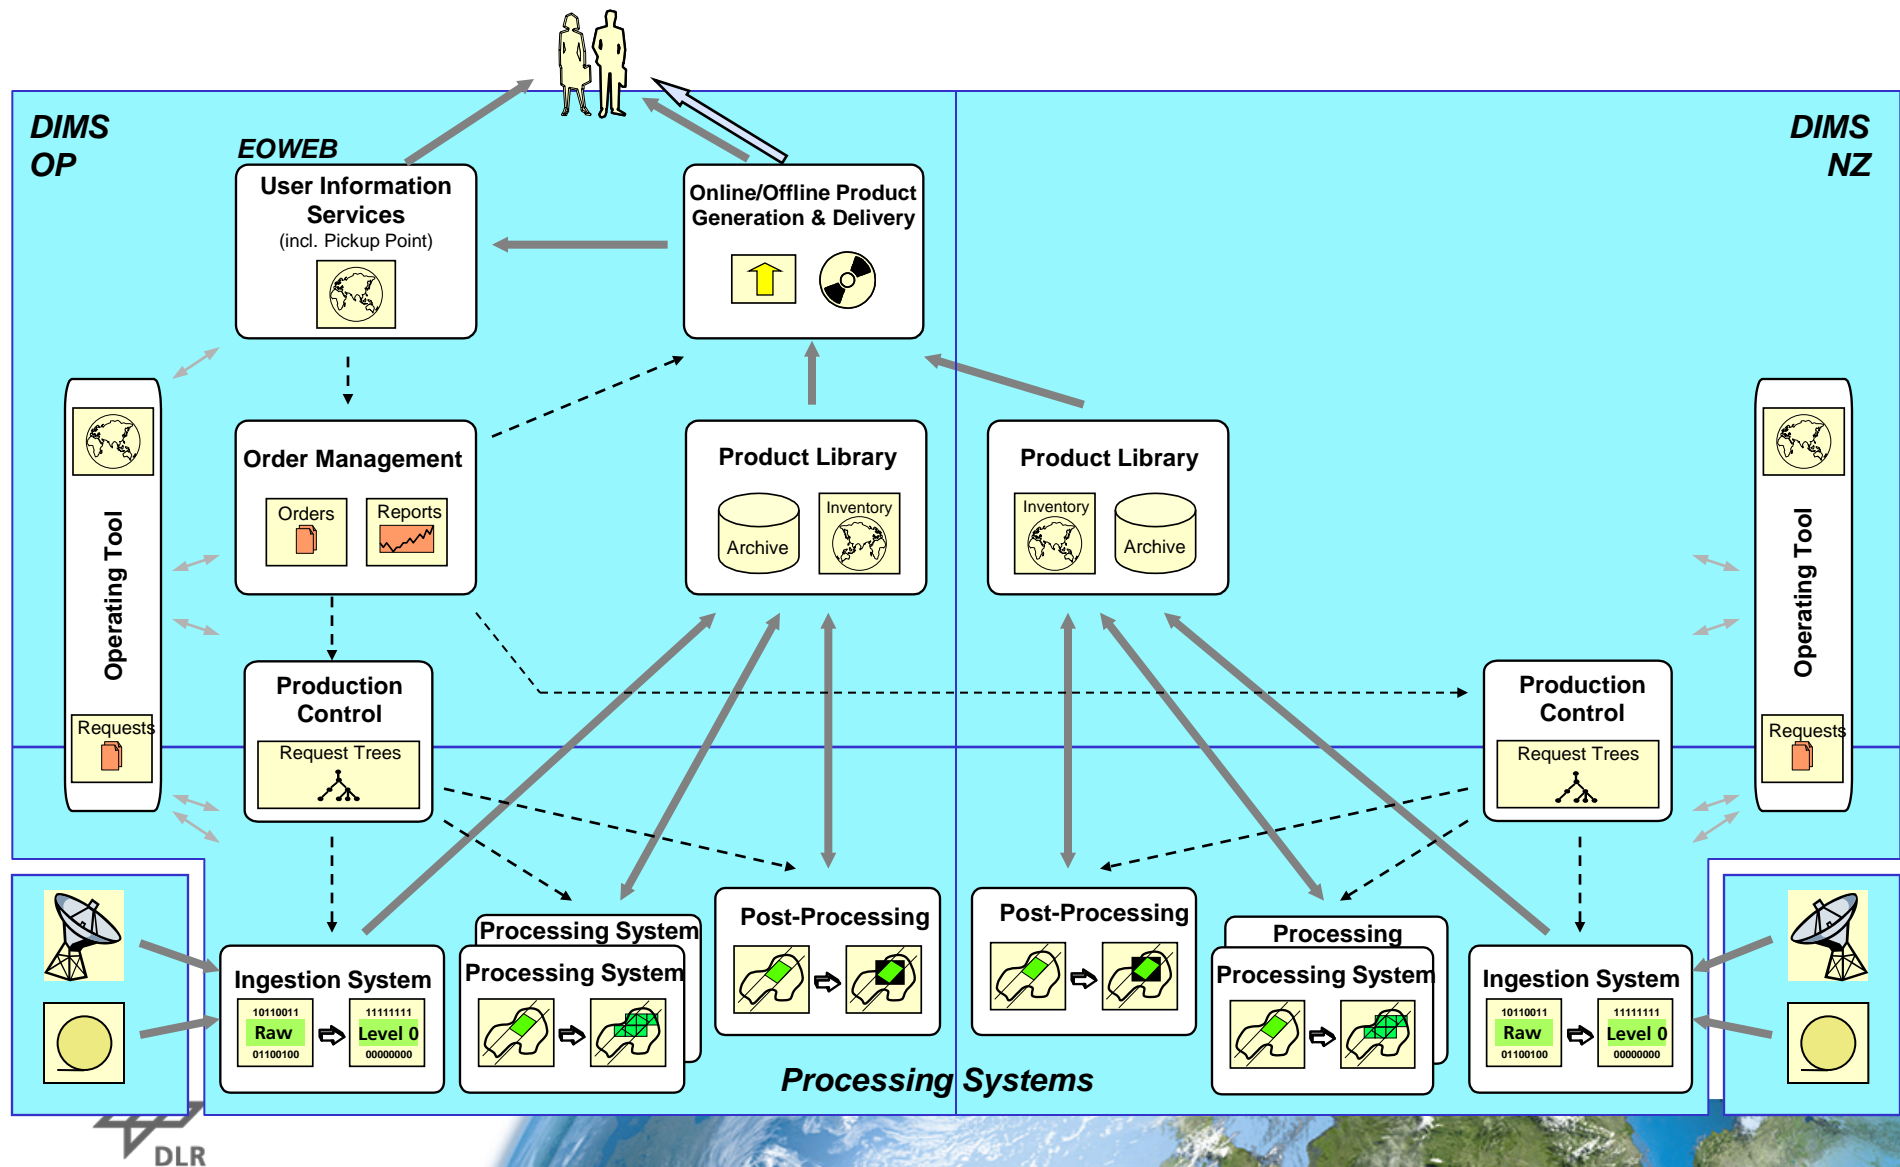 DIMS
OP
DIMS
NZ
EOWEB
User Information
Services
(incl. Pickup Point)
Online/Offline Product
Generation & Delivery
Order Management
Orders
Reports
Product Library
Archive
Inventory
Product Library
Inventory
Archive
Operating Tool
Requests
Operating Tool
Requests
Production
Control
Request Trees
Production
Control
Request Trees
Ingestion System
10110011
Raw
01100100
11111111
Level 0
00000000
Processing System
Processing System
Post-Processing
Post-Processing
Processing
Processing System
Ingestion System
10110011
Raw
01100100
11111111
Level 0
00000000
Processing Systems
DLR